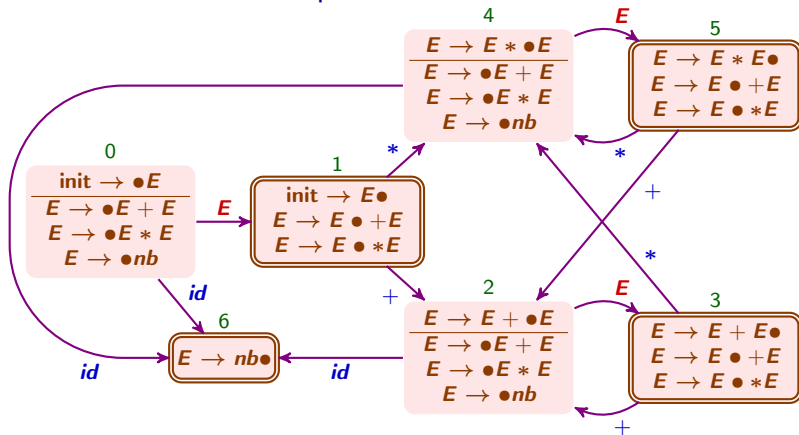 4
E → E * ●E
E → ●E + E
E → ●E * E
E → ●nb
E
5
E → E * E●
E → E ● +E
E → E ● *E
*
+
0
init → ●E
E → ●E + E
E → ●E * E
E → ●nb
E
1
init → E●
E → E ● +E
E → E ● *E
*
+
*
id
6
E → nb●
id
id
2
E → E + ●E
E → ●E + E
E → ●E * E
E → ●nb
E
3
E → E + E●
E → E ● +E
E → E ● *E
+